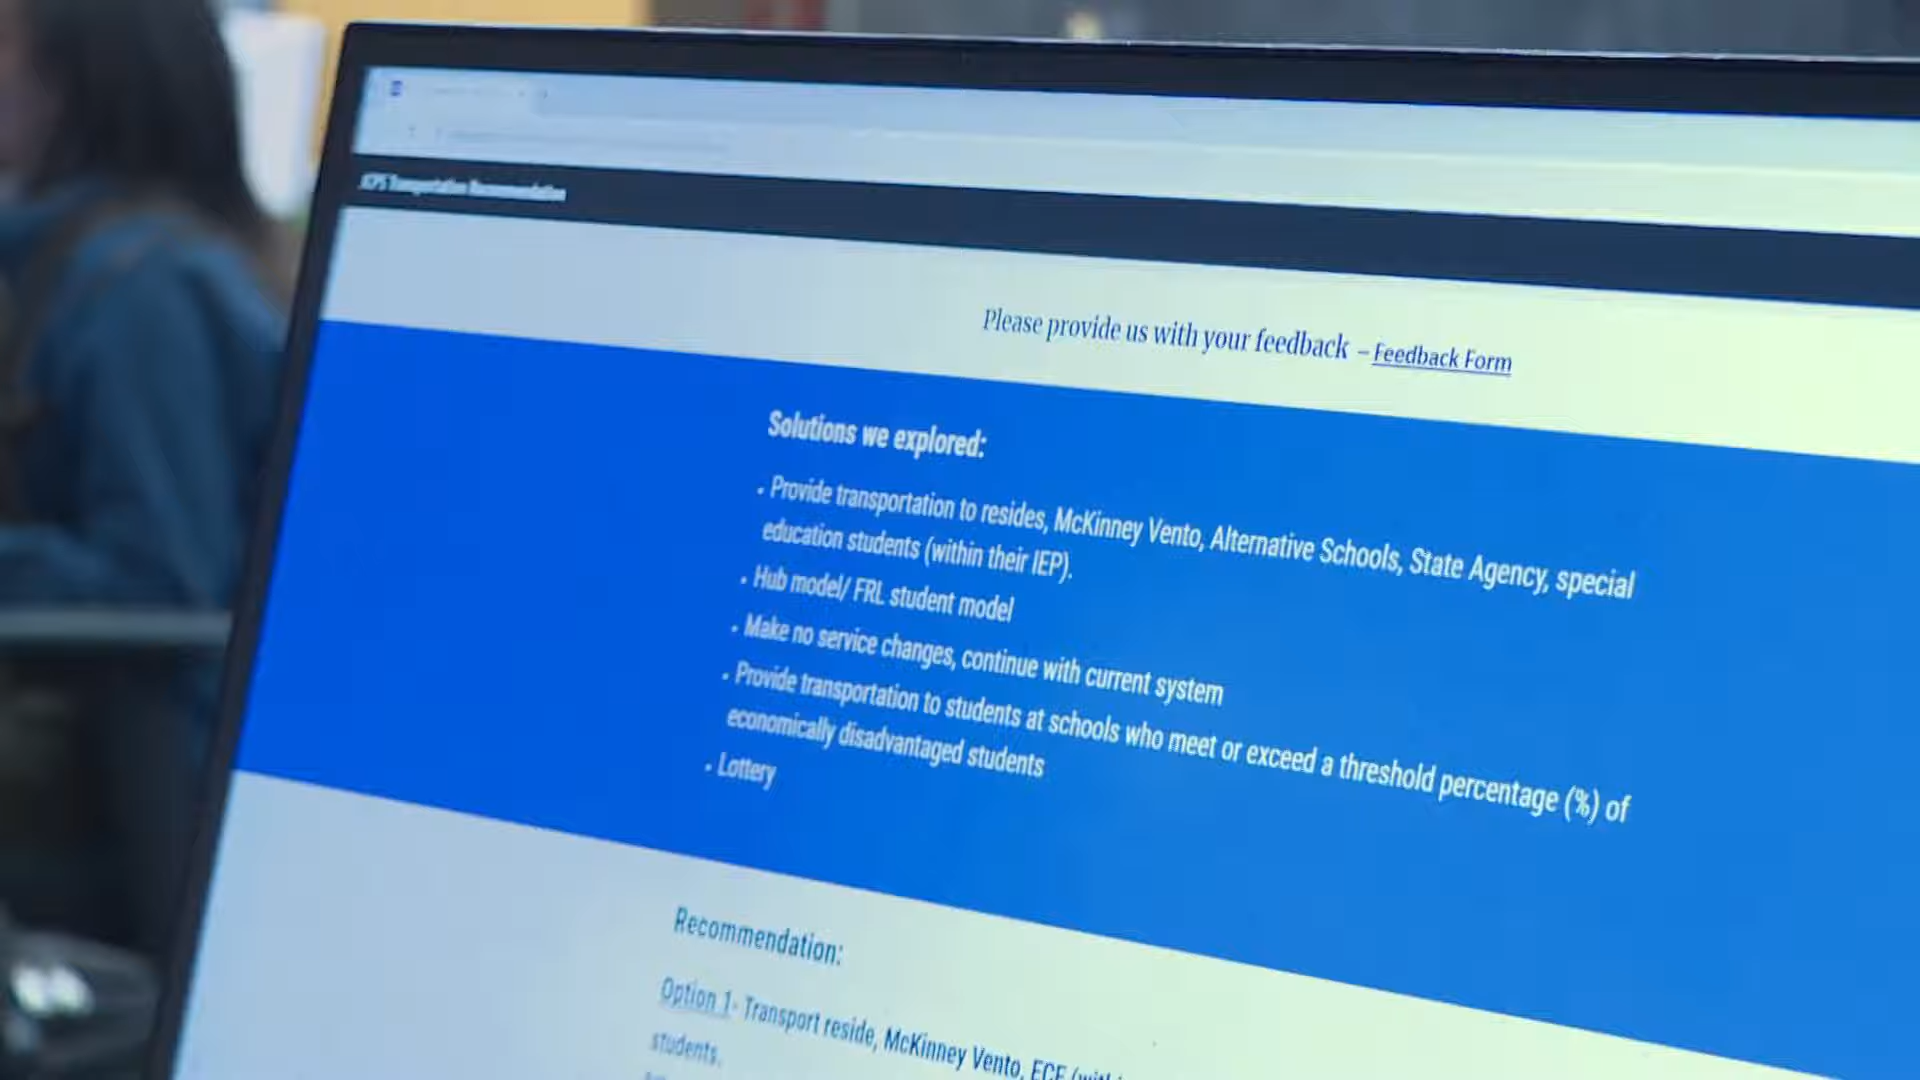 JCPS Transportation Recommendation
Please provide us with your feedback – Feedback Form
Solutions we explored:
• Provide transportation to resides, McKinney Vento, Alternative Schools, State Agency, special
education students (within their IEP).
• Hub model/ FRL student model
• Make no service changes, continue with current system
• Provide transportation to students at schools who meet or exceed a threshold percentage (%) of
economically disadvantaged students
• Lottery
Recommendation:
Option 1- Transport reside, McKinney Vento, ECE
students.